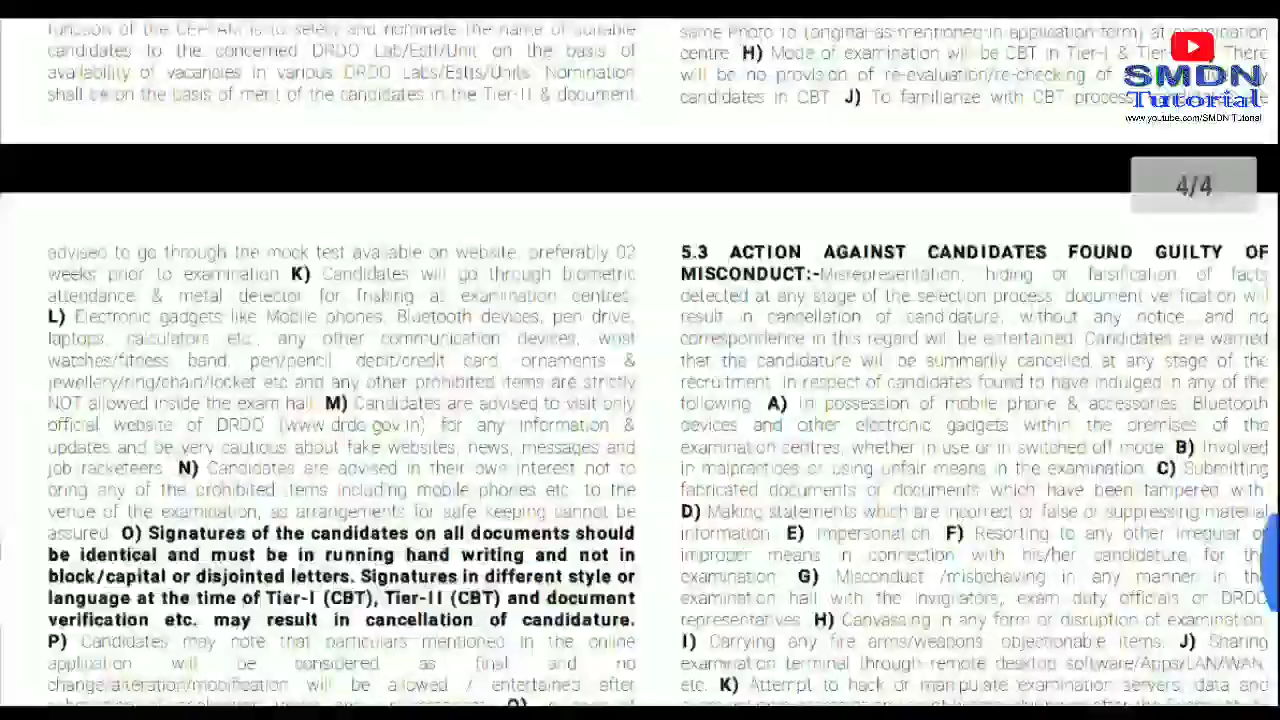 function of the CEPTAM is to select and nominate the name of suitable
candidates to the concerned DRDO Lab/Estt/Unit on the basis of
availability of vacancies in various DRDO Labs/Estts/Units. Nomination
shall be on the basis of merit of the candidates in the Tier-II & document
same Photo ID (original-as-mentioned-in application form) at examination
centre. H) Mode of examination will be CBT in Tier-I & There
will be no provision of re-evaluation/re-checking of
candidates in CBT. J) To familiarize with CBT process,
SMDN
Tutorial
www.youtube.com/SMDN Tutorial
4/4
advised to go through the mock test available on website, preferably 02
weeks prior to examination. K) Candidates will go through biometric
attendance & metal detector for frisking at examination centres.
L) Electronic gadgets like Mobile phones, Bluetooth devices, pen drive,
laptops, calculators etc., any other communication devices, wrist
watches/fitness band, pen/pencil, debit/credit card, ornaments &
jewellery/ring/chain/locket etc and any other prohibited items are strictly
NOT allowed inside the exam hall. M) Candidates are advised to visit only
official website of DRDO (www.drdo.gov.in) for any information &
updates and be very cautious about fake websites, news, messages and
job racketeers. N) Candidates are advised in their own interest not to
bring any of the prohibited items including mobile phones etc. to the
venue of the examination, as arrangements for safe keeping cannot be
assured. O) Signatures of the candidates on all documents should
be identical and must be in running hand writing and not in
block/capital or disjointed letters. Signatures in different style or
language at the time of Tier-I (CBT), Tier-II (CBT) and document
verification etc. may result in cancellation of candidature.
P) Candidates may note that particulars mentioned in the online
application will be considered as final and no
change/alteration/modification will be allowed / entertained after
5.3 ACTION AGAINST CANDIDATES FOUND GUILTY OF
MISCONDUCT:-Misrepresentation, hiding or falsification of facts
detected at any stage of the selection process, document verification will
result in cancellation of candidature, without any notice, and no
correspondence in this regard will be entertained. Candidates are warned
that the candidature will be summarily cancelled at any stage of the
recruitment, in respect of candidates found to have indulged in any of the
following: A) In possession of mobile phone & accessories, Bluetooth
devices and other electronic gadgets within the premises of the
examination centres, whether in use or in switched off mode. B) Involved
in malpractices or using unfair means in the examination. C) Submitting
fabricated documents or documents which have been tampered with.
D) Making statements which are incorrect or false or suppressing material
information. E) Impersonation. F) Resorting to any other irregular or
improper means in connection with his/her candidature for the
examination. G) Misconduct /misbehaving in any manner in the
examination hall with the invigilators, exam duty officials or DRDO
representatives. H) Canvassing in any form or disruption of examination.
I) Carrying any fire arms/weapons objectionable items. J) Sharing
examination terminal through remote desktop software/Apps/LAN/WAN
etc. K) Attempt to hack or manipulate examination servers, data and